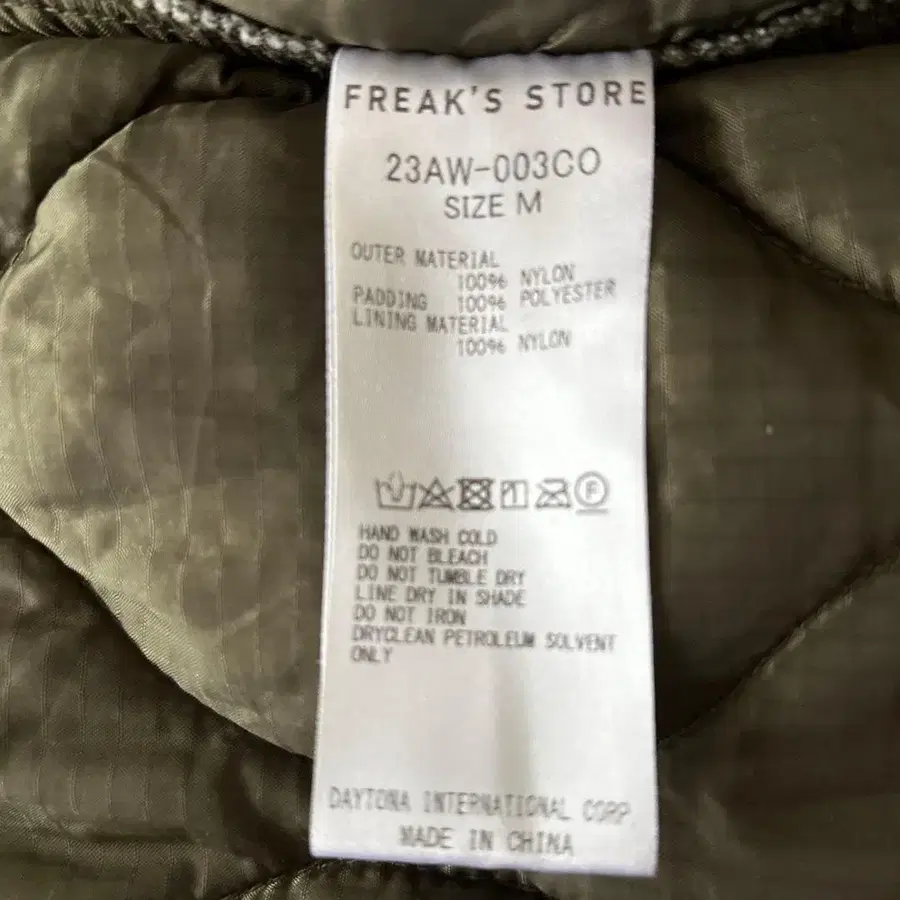 FREAK'S STORE
23AW-003CO
SIZE M
OUTER MATERIAL
100% NYLON
PADDING 100% POLYESTER
LINING MATERIAL
100% NYLON
F
HAND WASH COLD
DO NOT BLEACH
DO NOT TUMBLE DRY
LINE DRY IN SHADE
DO NOT IRON
DRYCLEAN PETROLEUM SOLVENT
ONLY
DAYTONA INTERNATIONAL CORP.
MADE IN CHINA